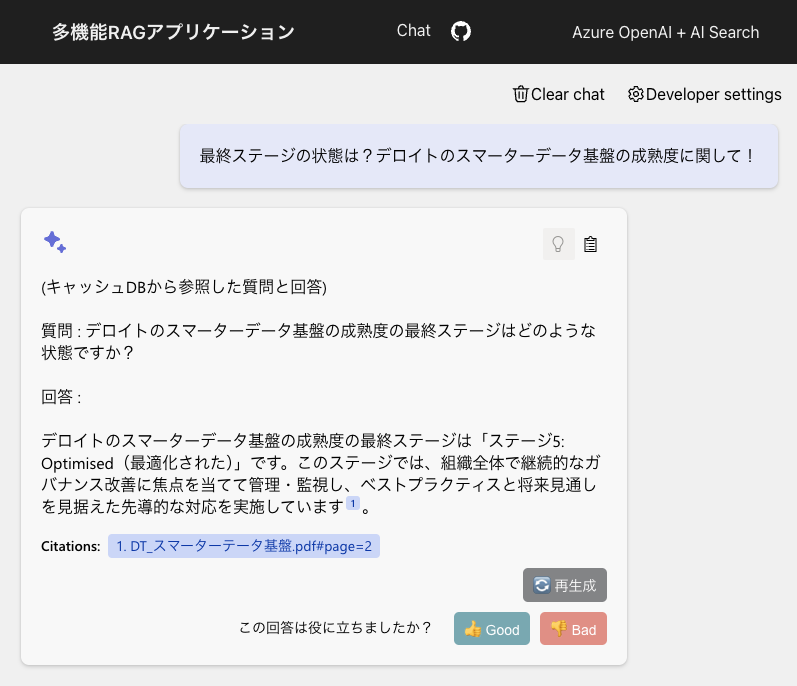 多機能RAGアプリケーション
Chat
Azure OpenAI + AI Search
Clear chat
Developer settings
最終ステージの状態は？デロイトのスマーターデータ基盤の成熟度に関して！
(キャッシュDBから参照した質問と回答)
質問 : デロイトのスマーターデータ基盤の成熟度の最終ステージはどのような
状態ですか？
回答 :
デロイトのスマーターデータ基盤の成熟度の最終ステージは「ステージ5:
Optimised（最適化された）」です。このステージでは、組織全体で継続的なガ
バナンス改善に焦点を当てて管理・監視し、ベストプラクティスと将来見通し
を見据えた先導的な対応を実施しています1。
Citations: 1. DT_スマーターテータ基盤.pdf#page=2
再生成
この回答は役に立ちましたか？ 👍 Good 👎 Bad